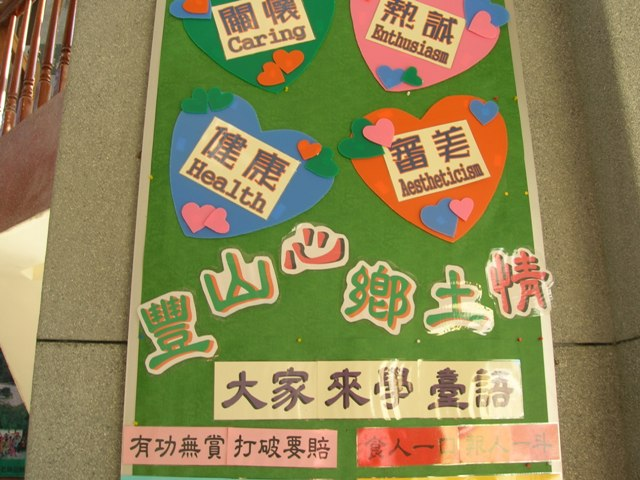 關懷
Caring
熱誠
Enthusiasm
健康
Health
審美
Aestheticism
豐山心 鄉土情
大家來學臺語
有功無賞 打破要賠
食人一口 報人一斗